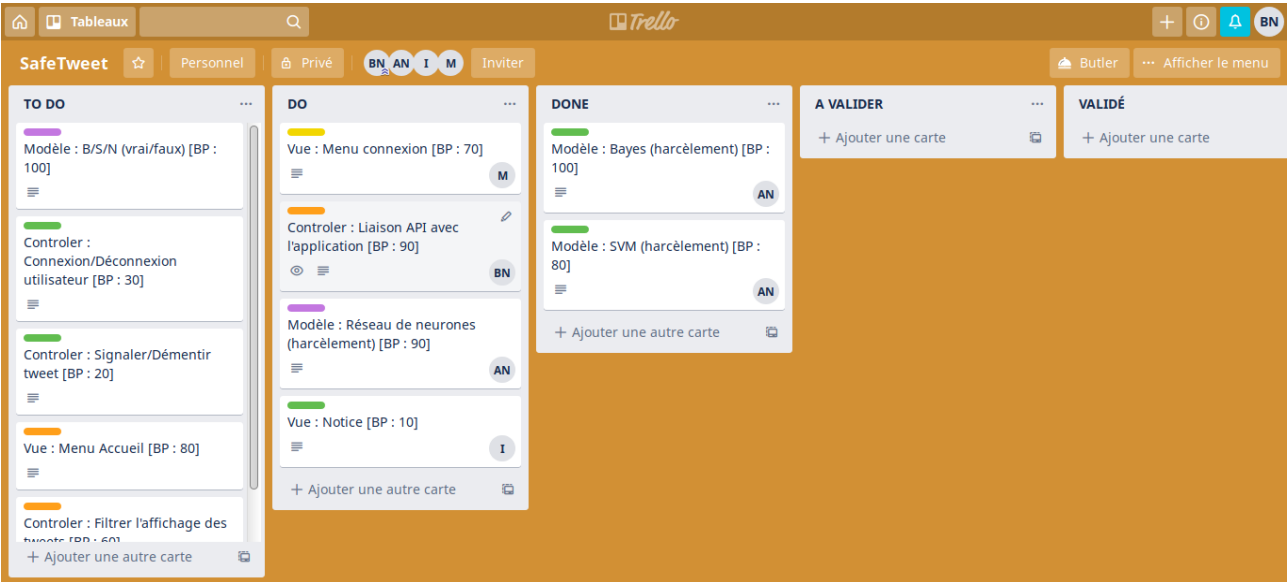 Tableaux
Trello
BN
SafeTweet
Personnel
Privé
BN AN I M
Inviter
Butler
Afficher le menu
TO DO
Modèle : B/S/N (vrai/faux) [BP :
100]
Controler :
Connexion/Déconnexion
utilisateur [BP : 30]
Controler : Signaler/Démentir
tweet [BP : 20]
Vue : Menu Accueil [BP : 80]
Controler : Filtrer l'affichage des
tweets [BP : 60]
+ Ajouter une autre carte
DO
Vue : Menu connexion [BP : 70]
M
Controler : Liaison API avec
l'application [BP : 90]
BN
Modèle : Réseau de neurones
(harcèlement) [BP : 90]
AN
Vue : Notice [BP : 10]
I
+ Ajouter une autre carte
DONE
Modèle : Bayes (harcèlement) [BP :
100]
AN
Modèle : SVM (harcèlement) [BP :
80]
AN
+ Ajouter une autre carte
A VALIDER
+ Ajouter une carte
VALIDÉ
+ Ajouter une carte